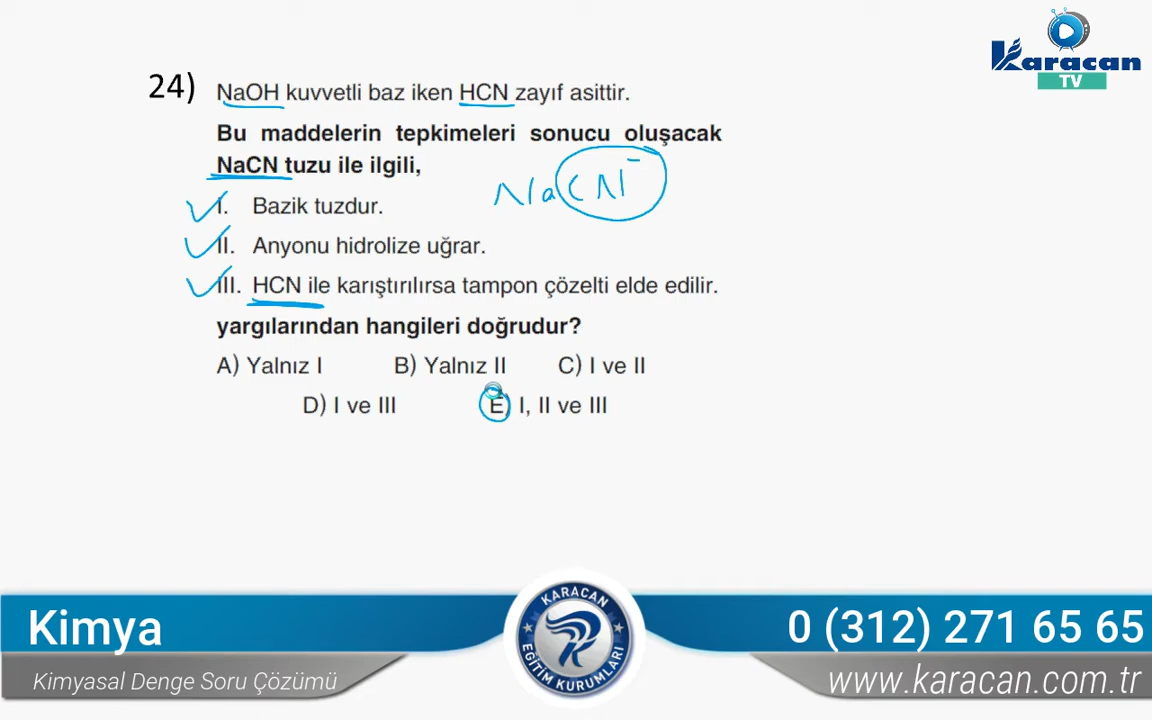 Karacan
TV
24) NaOH kuvvetli baz iken HCN zayıf asittir.
Bu maddelerin tepkimeleri sonucu oluşacak
NaCN tuzu ile ilgili,
NaCN⁻
I. Bazik tuzdur.
II. Anyonu hidrolize uğrar.
III. HCN ile karıştırılırsa tampon çözelti elde edilir.
yargılarından hangileri doğrudur?
A) Yalnız I B) Yalnız II C) I ve II
D) I ve III E) I, II ve III
KARACAN
EĞİTİM KURUMLARI
Kimya
0 (312) 271 65 65
Kimyasal Denge Soru Çözümü
www.karacan.com.tr